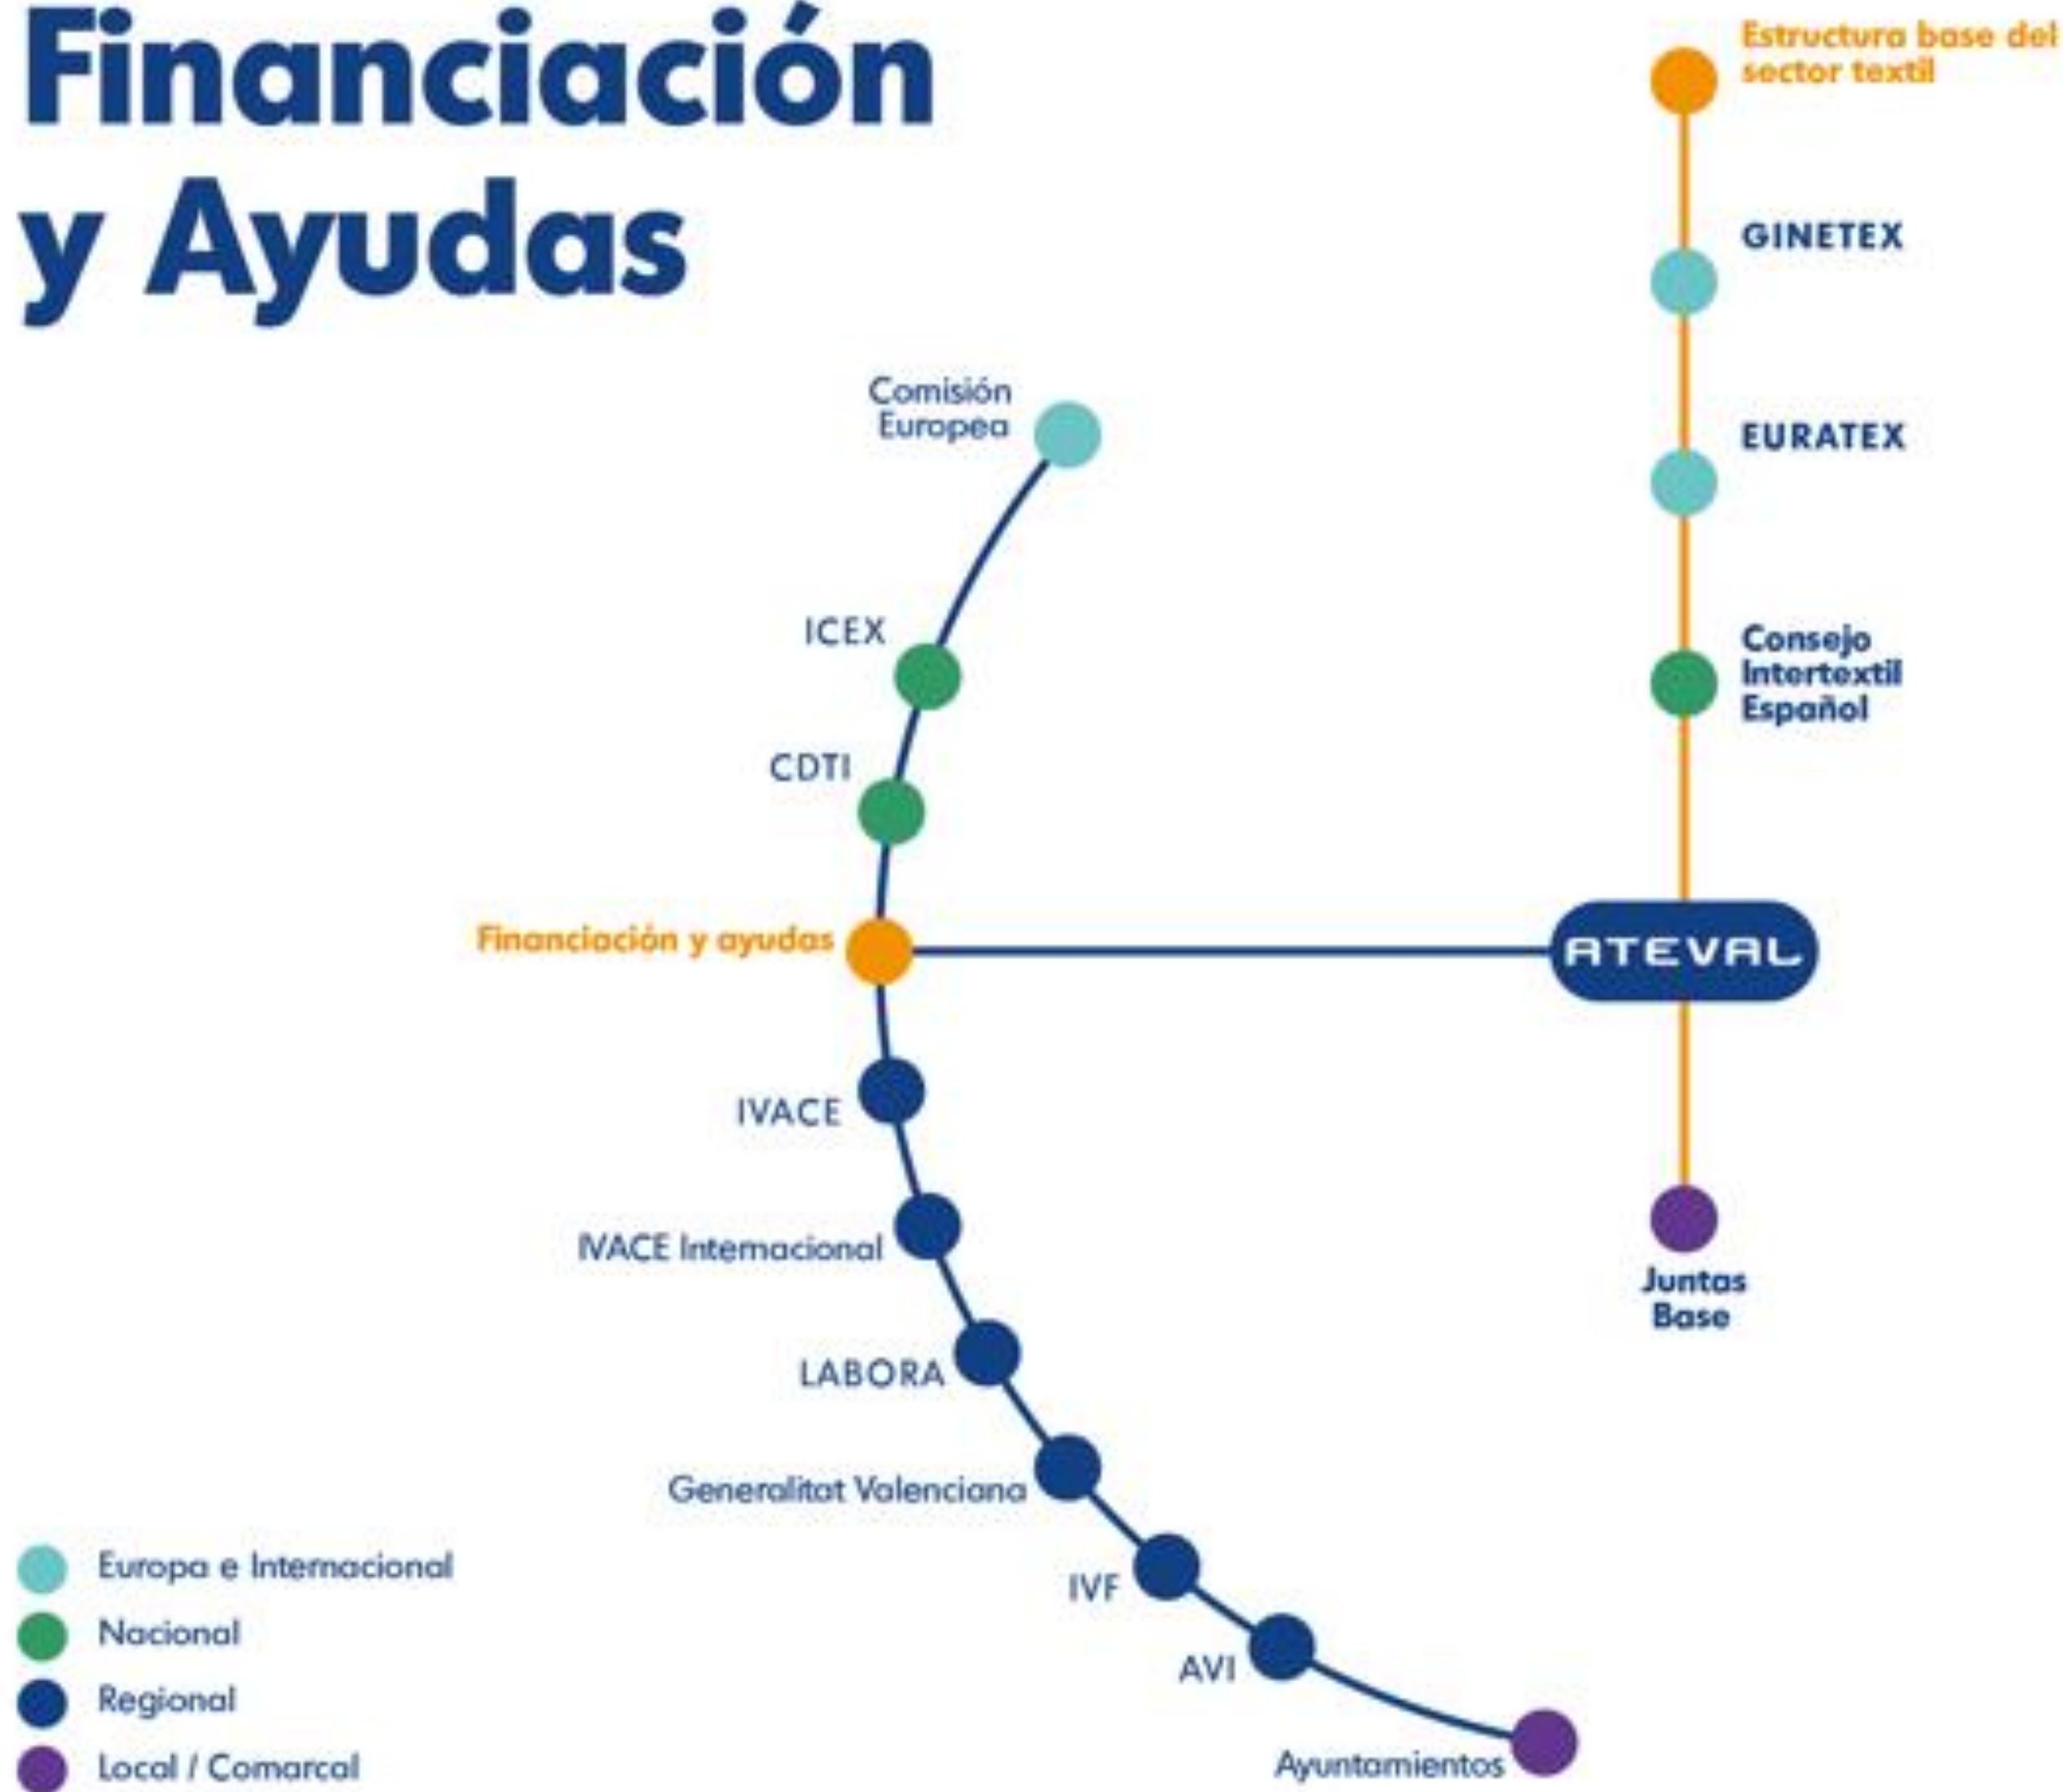 Financiación
y Ayudas
Estructura base del
sector textil
GINETEX
EURATEX
Consejo
Intertextil
Español
ATEVAL
Juntas
Base
Comisión
Europea
ICEX
CDTI
Financiación y ayudas
IVACE
IVACE Internacional
LABORA
Generalitat Valenciana
IVF
AVI
Ayuntamientos
Europa e Internacional
Nacional
Regional
Local / Comarcal